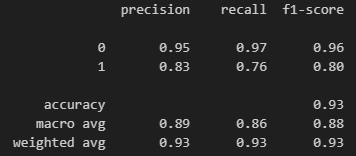 precision recall f1-score
0 0.95 0.97 0.96
1 0.83 0.76 0.80
accuracy 0.93
macro avg 0.89 0.86 0.88
weighted avg 0.93 0.93 0.93